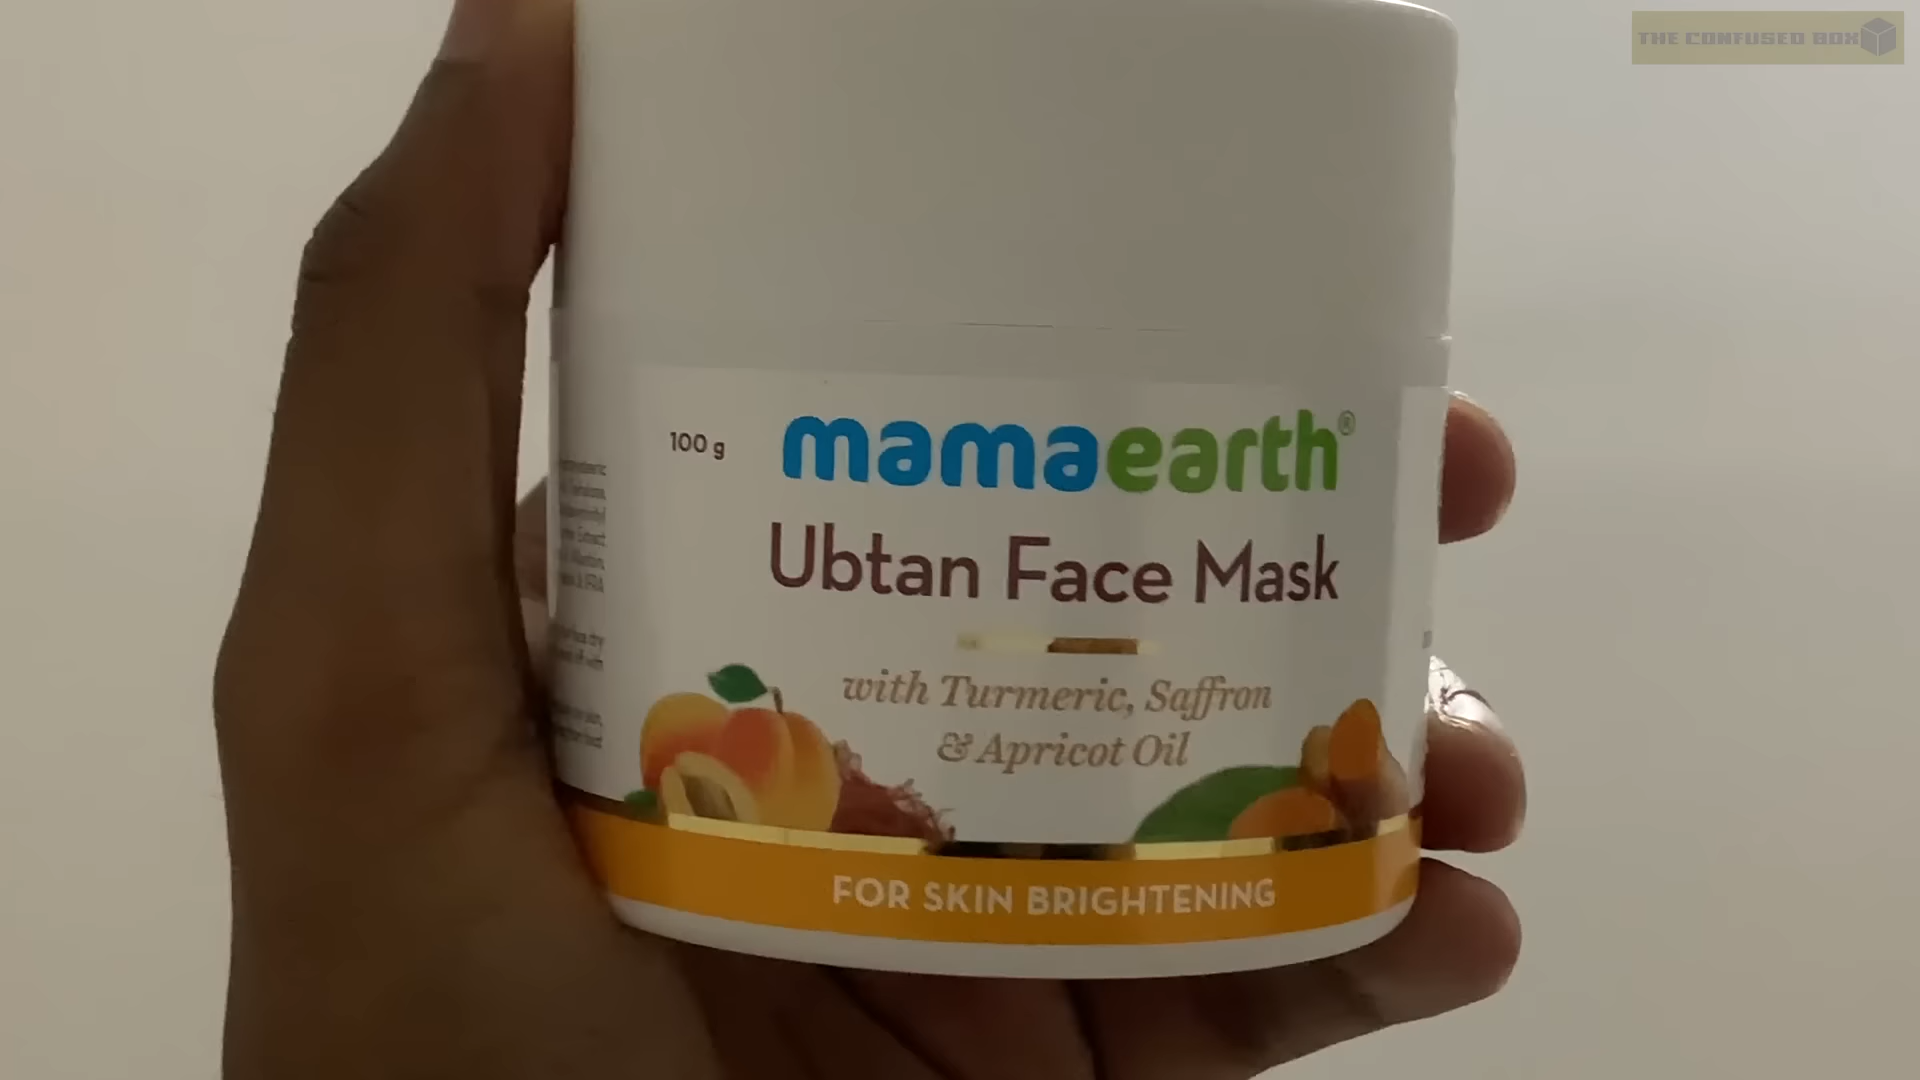 THE CONFUSED BOX
100 g
mamaearth®
Ubtan Face Mask
with Turmeric, Saffron
& Apricot Oil
FOR SKIN BRIGHTENING